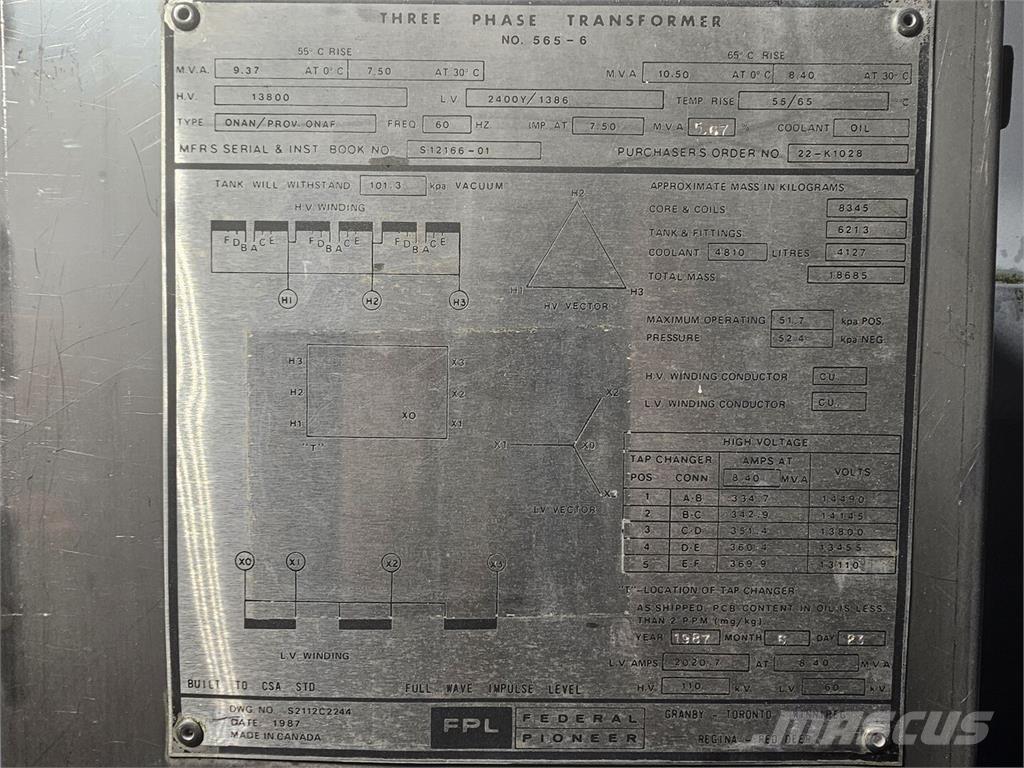 THREE PHASE TRANSFORMER
NO. 565-6
55°C RISE 65°C RISE
M.V.A. 9.37 AT 0°C 7.50 AT 30°C M.V.A 10.50 AT 0°C 8.40 AT 30°C
H.V. 13800 L.V. 2400Y/1386 TEMP. RISE 55/65 °C
TYPE ONAN/PROV. ONAF FREQ 60 HZ. IMP. AT 7.50 M.V.A 5.67 % COOLANT OIL
MFR'S SERIAL & INST. BOOK NO S12166-01 PURCHASER'S ORDER NO. 22-K1028
TANK WILL WITHSTAND 101.3 kpa VACUUM
H.V. WINDING
F D B A C E F D B A C E F D B A C E
H1 H2 H3
H2
H1 H3
HV VECTOR
APPROXIMATE MASS IN KILOGRAMS
CORE & COILS 8345
TANK & FITTINGS 6213
COOLANT 4810 LITRES 4127
TOTAL MASS 18685
MAXIMUM OPERATING 51.7 kpa POS
PRESSURE 52.4 kpa NEG
H.V. WINDING CONDUCTOR CU.
L.V. WINDING CONDUCTOR CU.
H3 X3
H2 X2
X0
H1 X1
"T"
X2
X1 X0
LV VECTOR
HIGH VOLTAGE
TAP CHANGER AMPS AT VOLTS
POS CONN 8.40 M.V.A
1 A-B 334.7 14490
2 B-C 342.9 14145
3 C-D 351.4 13800
4 D-E 360.4 13455
5 E-F 369.9 13110
X0 X1 X2 X3
L.V. WINDING
"T"-LOCATION OF TAP CHANGER
AS SHIPPED, PCB CONTENT IN OIL IS LESS
THAN 2 PPM (mg/kg)
YEAR 1987 MONTH 5 DAY 23
L.V. AMPS 2020.7 AT 8.40 M.V.A
BUILT TO CSA STD FULL WAVE IMPULSE LEVEL H.V. 110 kV L.V. 60 kV
DWG. NO. S2112C2244
DATE 1987
MADE IN CANADA
FPL FEDERAL PIONEER
GRANBY - TORONTO - WINNIPEG
REGINA - RED DEER
MASCUS